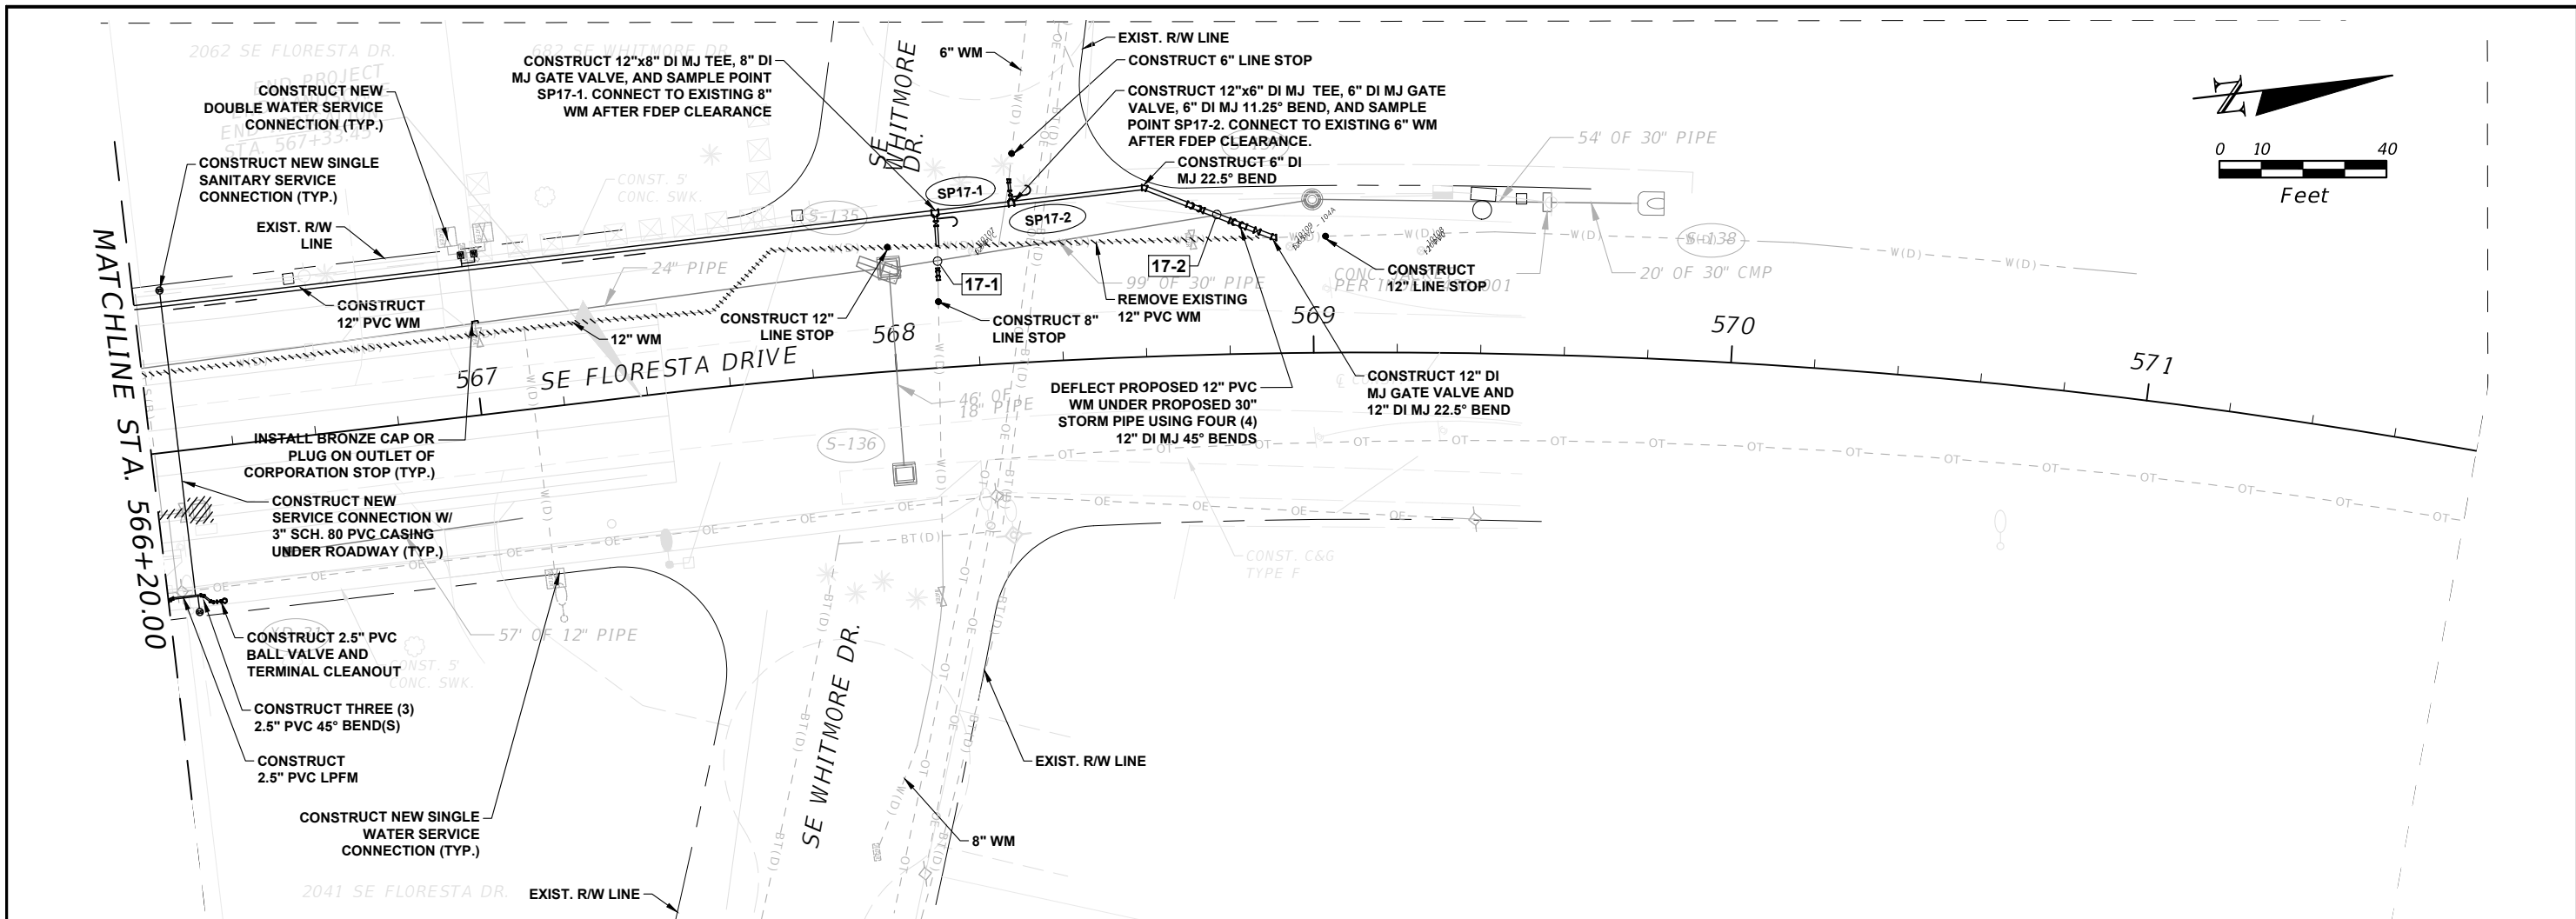 2062 SE FLORESTA DR.
682 SE WHITMORE DR.
END PROJECT
STA. 567+33.43
CONSTRUCT NEW
DOUBLE WATER SERVICE
CONNECTION (TYP.)
CONSTRUCT NEW SINGLE
SANITARY SERVICE
CONNECTION (TYP.)
EXIST. R/W
LINE
CONSTRUCT 12"x8" DI MJ TEE, 8" DI
MJ GATE VALVE, AND SAMPLE POINT
SP17-1. CONNECT TO EXISTING 8"
WM AFTER FDEP CLEARANCE
SE
WHITMORE
DR.
6" WM
EXIST. R/W LINE
CONSTRUCT 6" LINE STOP
CONSTRUCT 12"x6" DI MJ TEE, 6" DI MJ GATE
VALVE, 6" DI MJ 11.25° BEND, AND SAMPLE
POINT SP17-2. CONNECT TO EXISTING 6" WM
AFTER FDEP CLEARANCE.
CONSTRUCT 6" DI
MJ 22.5° BEND
54' OF 30" PIPE
0 10 40
Feet
CONST. 5'
CONC. SWK.
SP17-1
SP17-2
S-135
S-138
17-1
17-2
24" PIPE
99' OF 30" PIPE
20' OF 30" CMP
CONSTRUCT
12" PVC WM
12" WM
CONSTRUCT 12"
LINE STOP
CONSTRUCT 8"
LINE STOP
REMOVE EXISTING
12" PVC WM
CONSTRUCT
12" LINE STOP
MATCHLINE STA. 566+20.00
567
568
569
570
571
SE FLORESTA DRIVE
46' OF
18" PIPE
S-136
DEFLECT PROPOSED 12" PVC
WM UNDER PROPOSED 30"
STORM PIPE USING FOUR (4)
12" DI MJ 45° BENDS
CONSTRUCT 12" DI
MJ GATE VALVE AND
12" DI MJ 22.5° BEND
INSTALL BRONZE CAP OR
PLUG ON OUTLET OF
CORPORATION STOP (TYP.)
CONSTRUCT NEW
SERVICE CONNECTION W/
3" SCH. 80 PVC CASING
UNDER ROADWAY (TYP.)
CONST. C&G
TYPE F
57' OF 12" PIPE
CONSTRUCT 2.5" PVC
BALL VALVE AND
TERMINAL CLEANOUT
CONST. 5'
CONC. SWK.
CONSTRUCT THREE (3)
2.5" PVC 45° BEND(S)
CONSTRUCT
2.5" PVC LPFM
CONSTRUCT NEW SINGLE
WATER SERVICE
CONNECTION (TYP.)
SE WHITMORE DR.
EXIST. R/W LINE
8" WM
2041 SE FLORESTA DR.
EXIST. R/W LINE